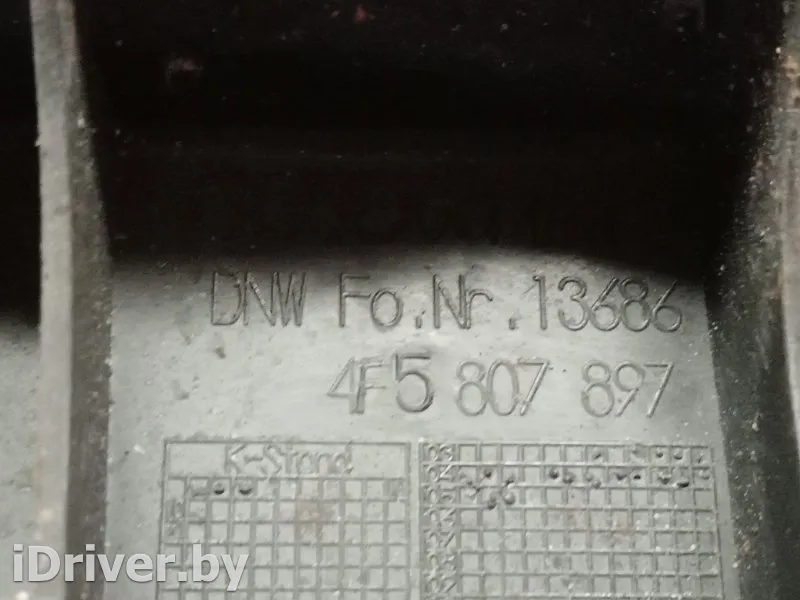 DNW Fo.Nr.13686
4F5 807 897
K-Stand
iDriver.by